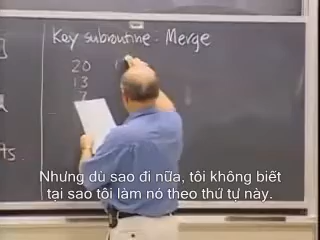 Key subroutine: Merge
20
13
7
ts.
Nhưng dù sao đi nữa, tôi không biết
tại sao tôi làm nó theo thứ tự này.